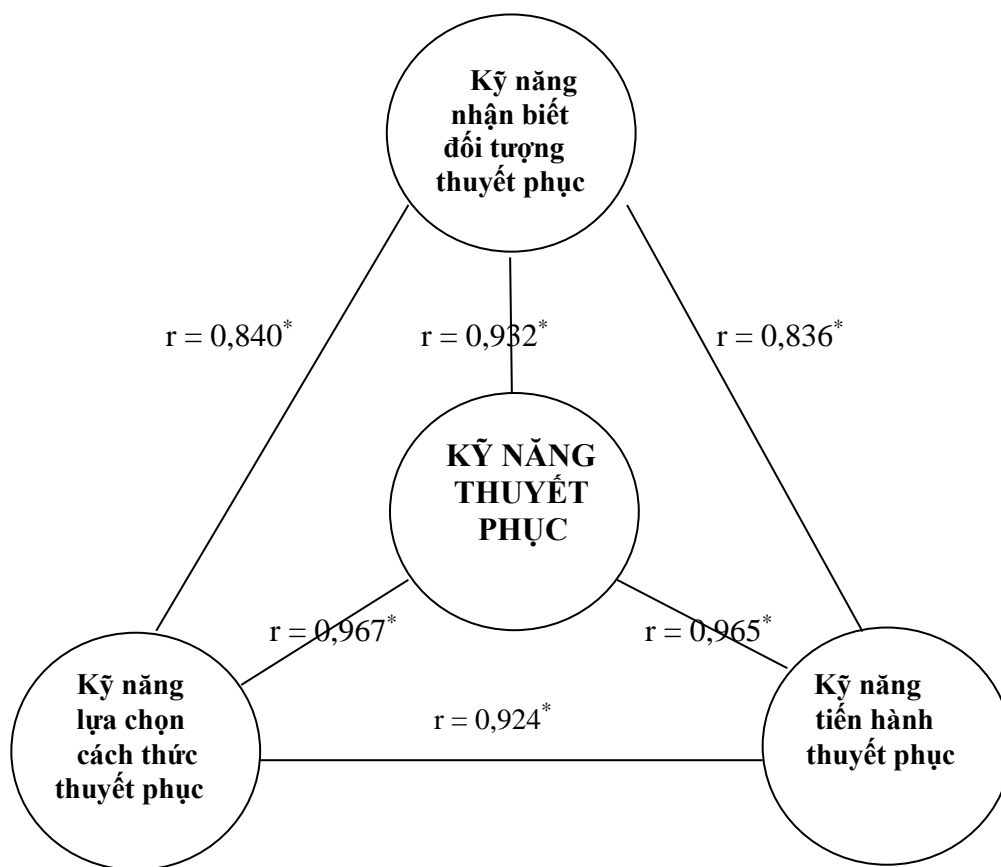 Kỹ năng
nhận biết
đối tượng
thuyết phục
r = 0,840*
r = 0,932*
r = 0,836*
KỸ NĂNG
THUYẾT
PHỤC
r = 0,967*
r = 0,965*
Kỹ năng
lựa chọn
cách thức
thuyết phục
r = 0,924*
Kỹ năng
tiến hành
thuyết phục